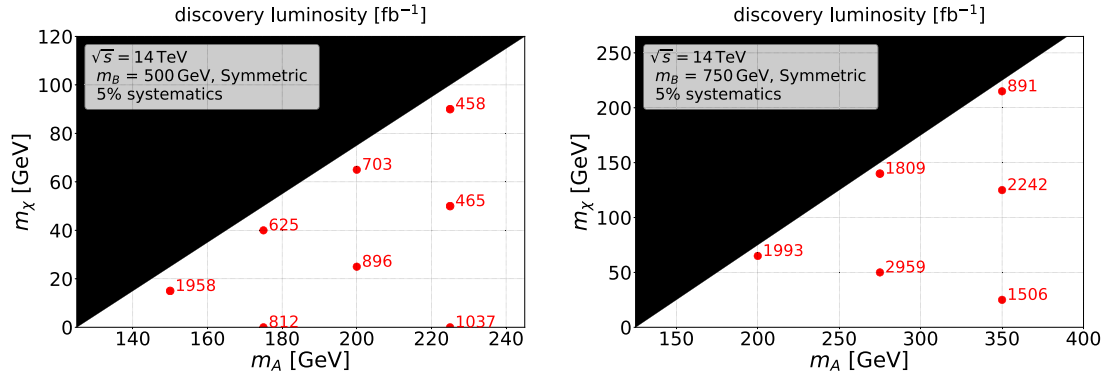 discovery luminosity [fb⁻¹]
√s = 14 TeV
m_B = 500 GeV, Symmetric
5% systematics
m_χ [GeV]
120
100
80
60
40
20
0
458
703
465
625
896
1958
812
1037
140 160 180 200 220 240
m_A [GeV]
discovery luminosity [fb⁻¹]
√s = 14 TeV
m_B = 750 GeV, Symmetric
5% systematics
m_χ [GeV]
250
200
150
100
50
0
891
1809
2242
1993
2959
1506
150 200 250 300 350 400
m_A [GeV]